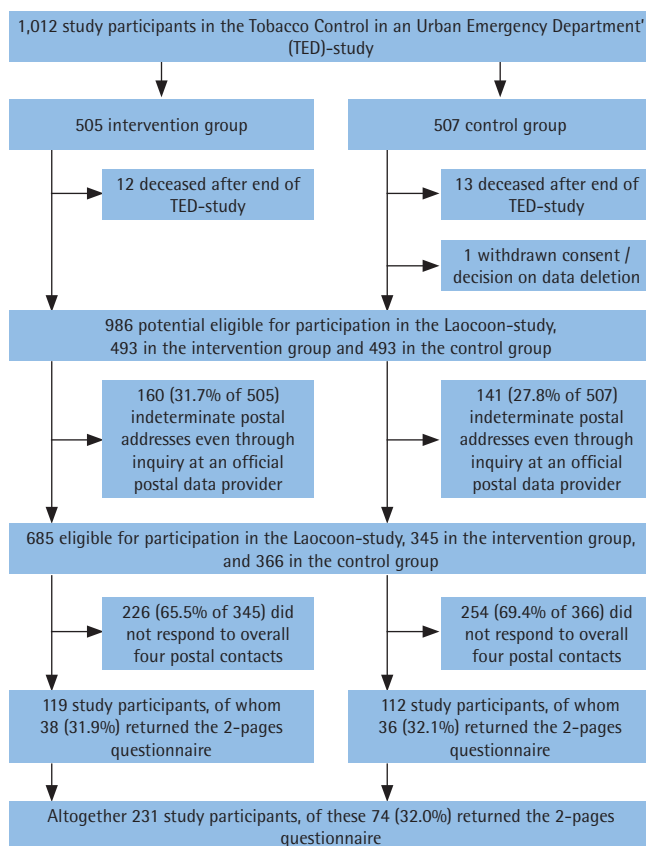 1,012 study participants in the Tobacco Control in an Urban Emergency Department’
(TED)-study
505 intervention group
507 control group
12 deceased after end of
TED-study
13 deceased after end of
TED-study
1 withdrawn consent /
decision on data deletion
986 potential eligible for participation in the Laocoon-study,
493 in the intervention group and 493 in the control group
160 (31.7% of 505)
indeterminate postal
addresses even through
inquiry at an official
postal data provider
141 (27.8% of 507)
indeterminate postal
addresses even through
inquiry at an official
postal data provider
685 eligible for participation in the Laocoon-study, 345 in the intervention group,
and 366 in the control group
226 (65.5% of 345) did
not respond to overall
four postal contacts
254 (69.4% of 366) did
not respond to overall
four postal contacts
119 study participants, of whom
38 (31.9%) returned the 2-pages
questionnaire
112 study participants, of whom
36 (32.1%) returned the 2-pages
questionnaire
Altogether 231 study participants, of these 74 (32.0%) returned the 2-pages
questionnaire